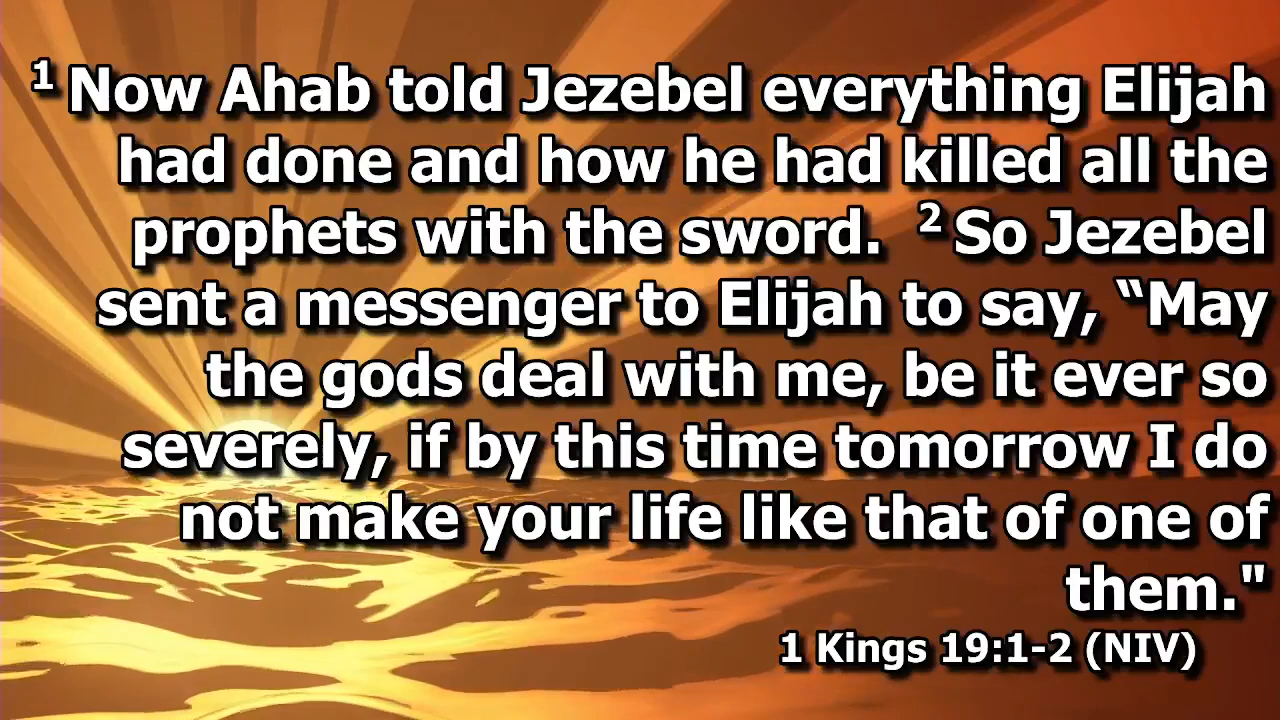 1 Now Ahab told Jezebel everything Elijah
had done and how he had killed all the
prophets with the sword. 2 So Jezebel
sent a messenger to Elijah to say, “May
the gods deal with me, be it ever so
severely, if by this time tomorrow I do
not make your life like that of one of
them."
1 Kings 19:1-2 (NIV)